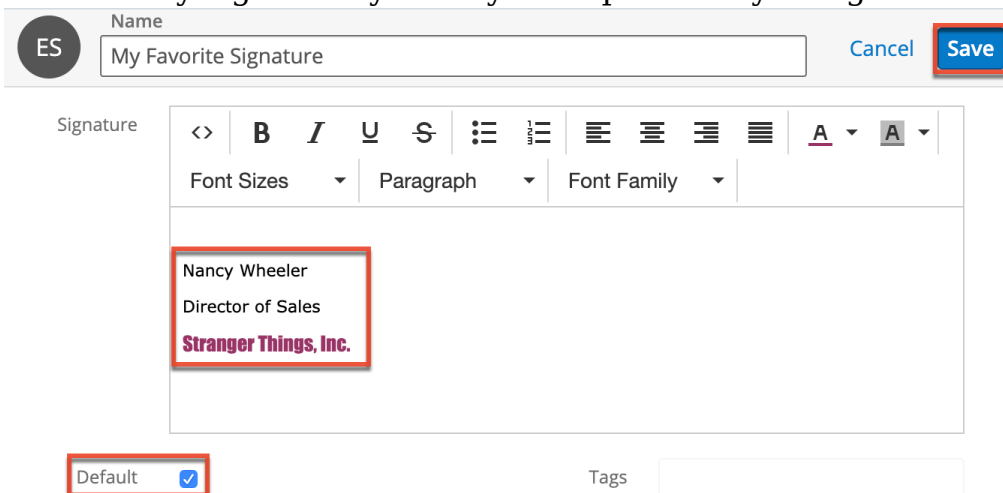 Name
ES
My Favorite Signature
Cancel
Save
Signature
<> B I U S A A
Font Sizes
Paragraph
Font Family
Nancy Wheeler
Director of Sales
Stranger Things, Inc.
Default
Tags